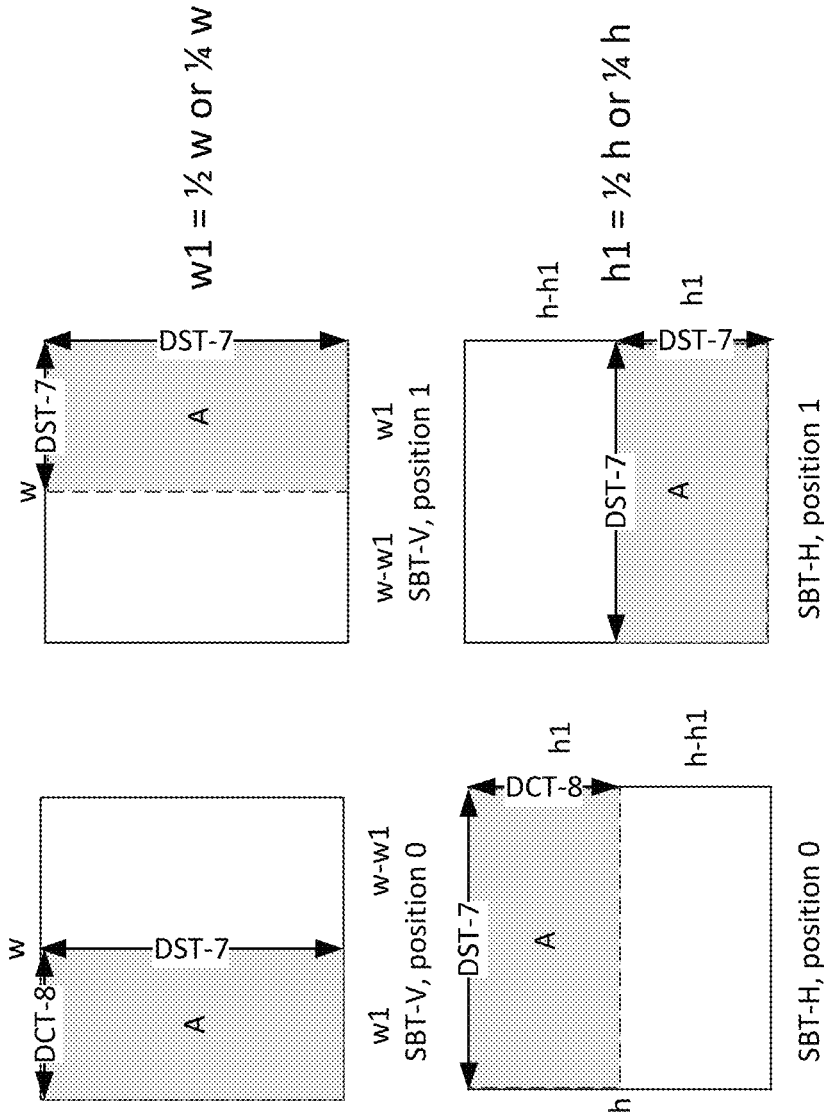 w
DCT-8
DST-7
A
w1
w-w1
SBT-V, position 0
w
DST-7
DST-7
A
w-w1
w1
SBT-V, position 1
w1 = ½ w or ¼ w
h
DST-7
DCT-8
A
h1
h-h1
SBT-H, position 0
DST-7
DST-7
A
h-h1
h1
SBT-H, position 1
h1 = ½ h or ¼ h